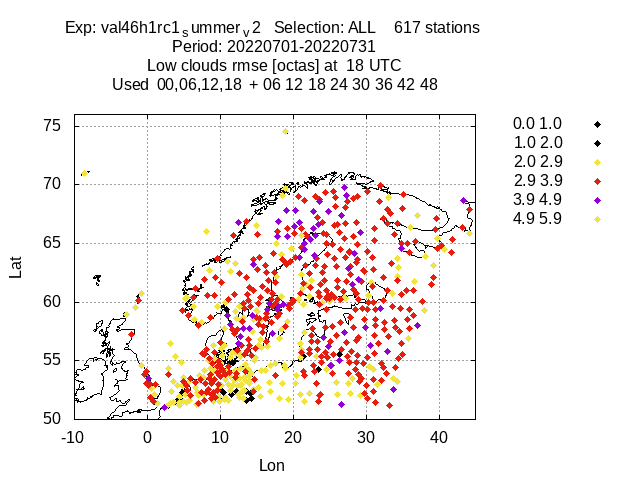 Exp: val46h1rc1summerv2 Selection: ALL 617 stations
Period: 20220701-20220731
Low clouds rmse [octas] at 18 UTC
Used 00,06,12,18 + 06 12 18 24 30 36 42 48
0.0 1.0
1.0 2.0
2.0 2.9
2.9 3.9
3.9 4.9
4.9 5.9
75
70
65
60
55
50
Lat
-10 0 10 20 30 40
Lon